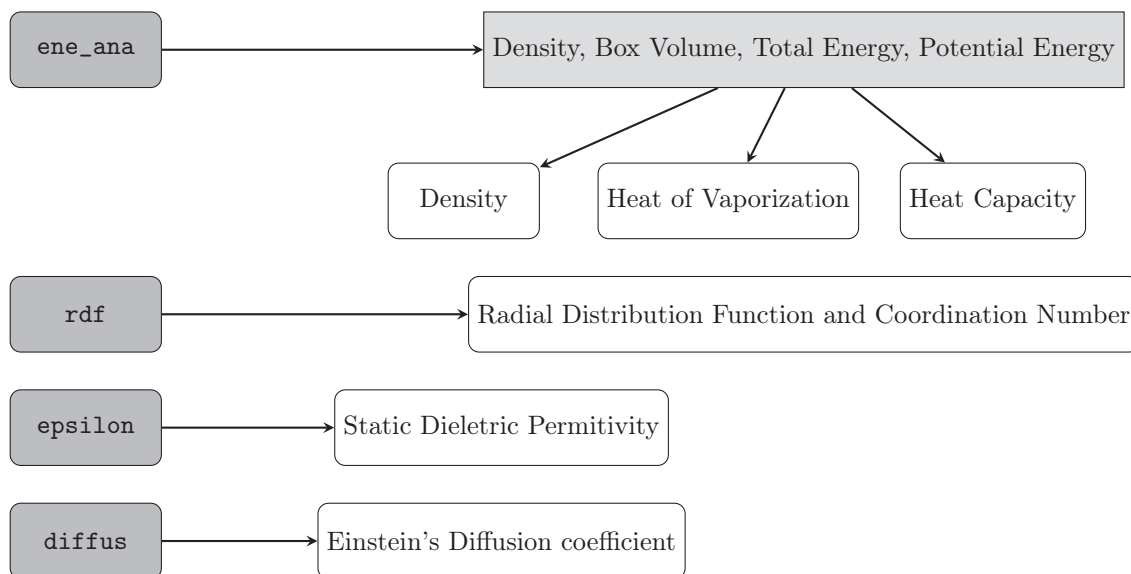 ene_ana
Density, Box Volume, Total Energy, Potential Energy
Density
Heat of Vaporization
Heat Capacity
rdf
Radial Distribution Function and Coordination Number
epsilon
Static Dieletric Permitivity
diffus
Einstein's Diffusion coefficient